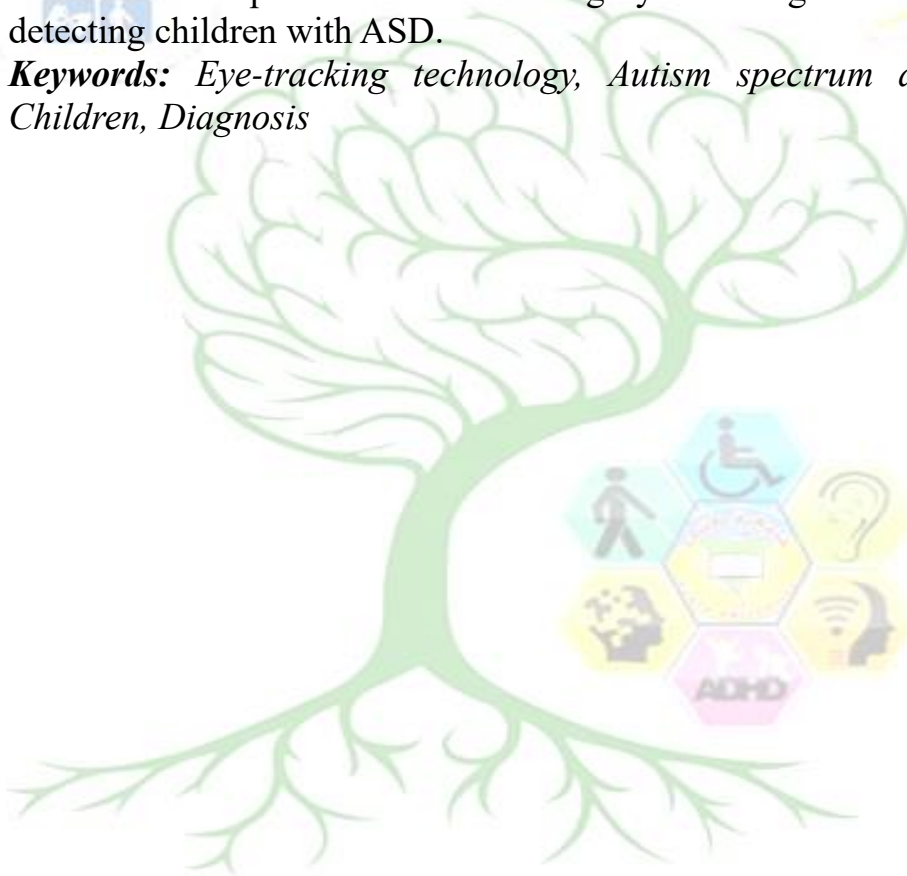 detecting children with ASD.
Keywords: Eye-tracking technology, Autism spectrum
Children, Diagnosis
ADHD